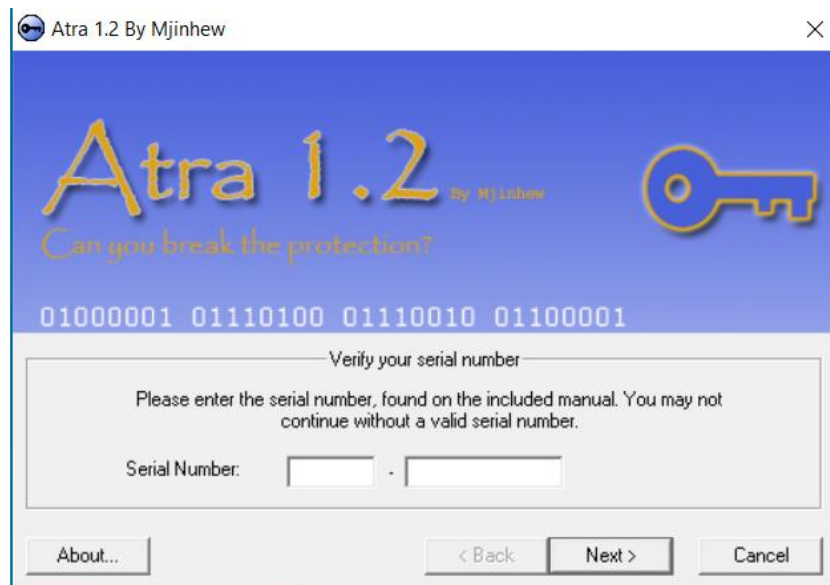 Atra 1.2 By Mjinhew
Atra 1.2 By Mjinhew
Can you break the protection?
01000001 01110100 01110010 01100001
Verify your serial number
Please enter the serial number, found on the included manual. You may not
continue without a valid serial number.
Serial Number: -
About... < Back Next > Cancel